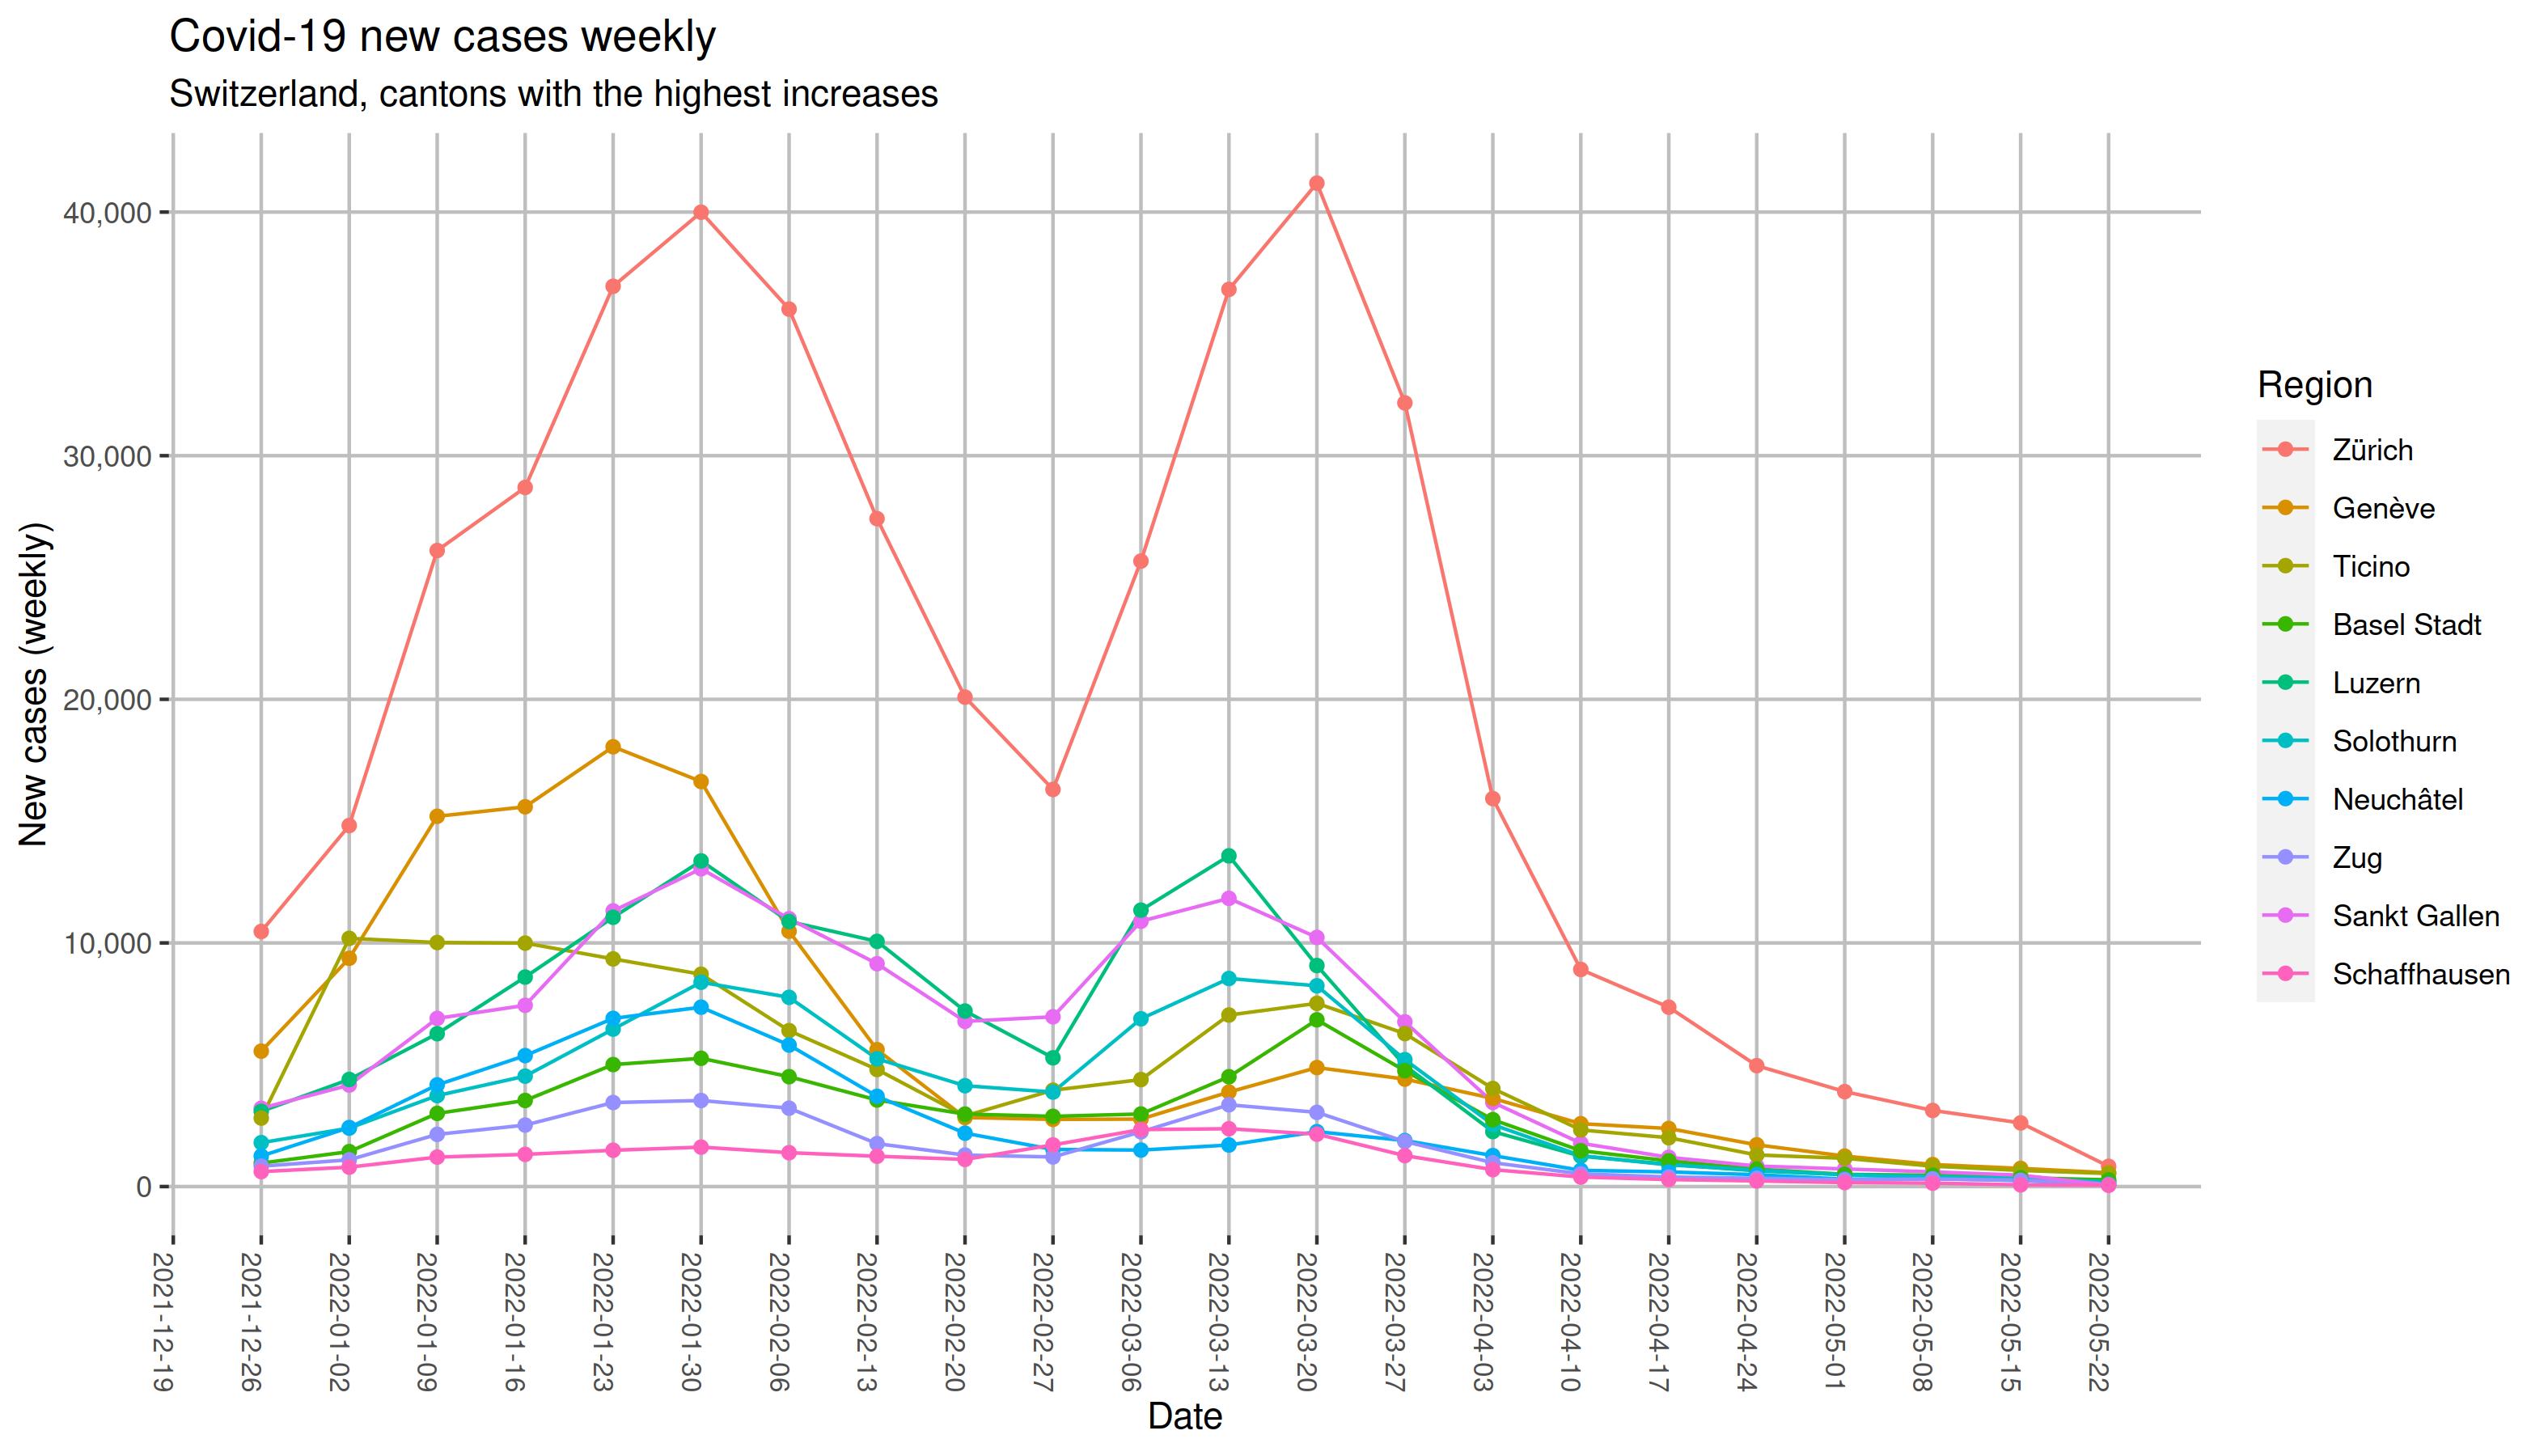 Covid-19 new cases weekly
Switzerland, cantons with the highest increases
New cases (weekly)
40,000
30,000
20,000
10,000
0
2021-12-19
2021-12-26
2022-01-02
2022-01-09
2022-01-16
2022-01-23
2022-01-30
2022-02-06
2022-02-13
2022-02-20
2022-02-27
2022-03-06
2022-03-13
2022-03-20
2022-03-27
2022-04-03
2022-04-10
2022-04-17
2022-04-24
2022-05-01
2022-05-08
2022-05-15
2022-05-22
Date
Region
Zürich
Genève
Ticino
Basel Stadt
Luzern
Solothurn
Neuchâtel
Zug
Sankt Gallen
Schaffhausen